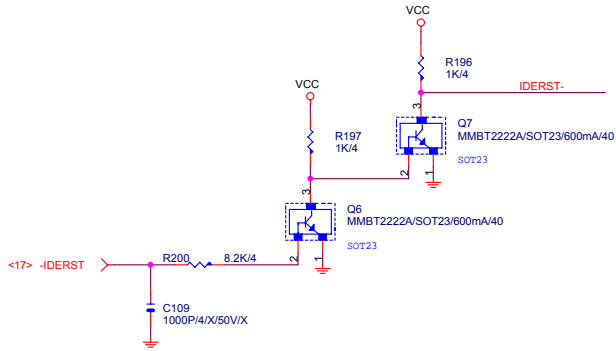 VCC
R196
1K/4
IDERST-
VCC
3
Q7
MMBT2222A/SOT23/600mA/40
R197
1K/4
SOT23
2
1
3
Q6
MMBT2222A/SOT23/600mA/40
SOT23
<17> -IDERST
R200
8.2K/4
2
1
C109
1000P/4/X/50V/X